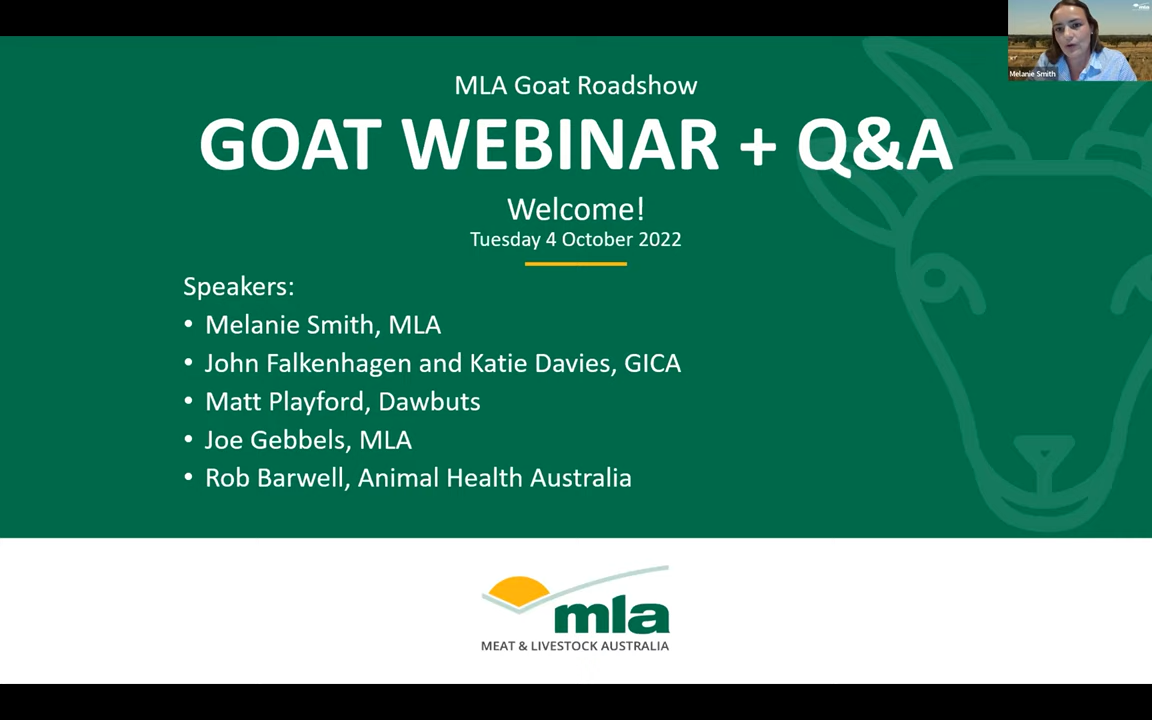 MLA Goat Roadshow
GOAT WEBINAR + Q&A
Welcome!
Tuesday 4 October 2022
Speakers:
• Melanie Smith, MLA
• John Falkenhagen and Katie Davies, GICA
• Matt Playford, Dawbuts
• Joe Gebbels, MLA
• Rob Barwell, Animal Health Australia
mla
MEAT & LIVESTOCK AUSTRALIA
mla
Melanie Smith